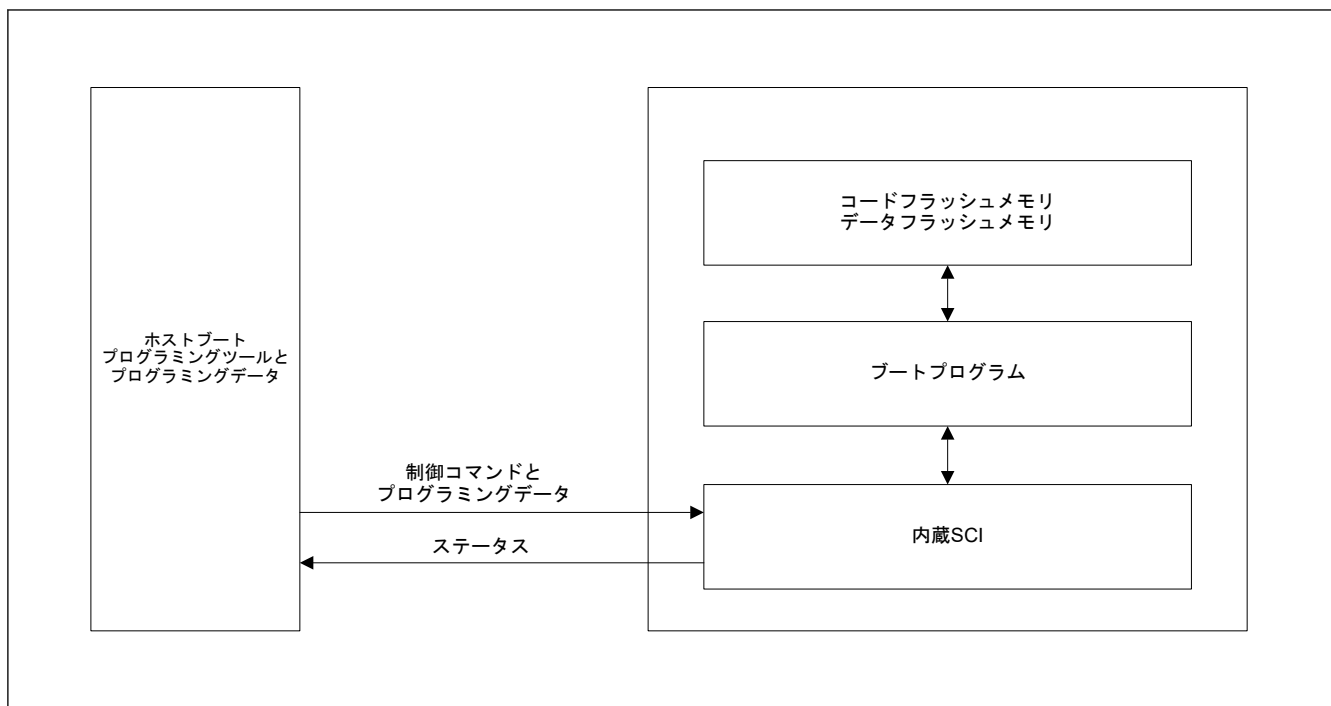 ホストブート
プログラミングツールと
プログラミングデータ
制御コマンドと
プログラミングデータ
ステータス
コードフラッシュメモリ
データフラッシュメモリ
ブートプログラム
内蔵SCI